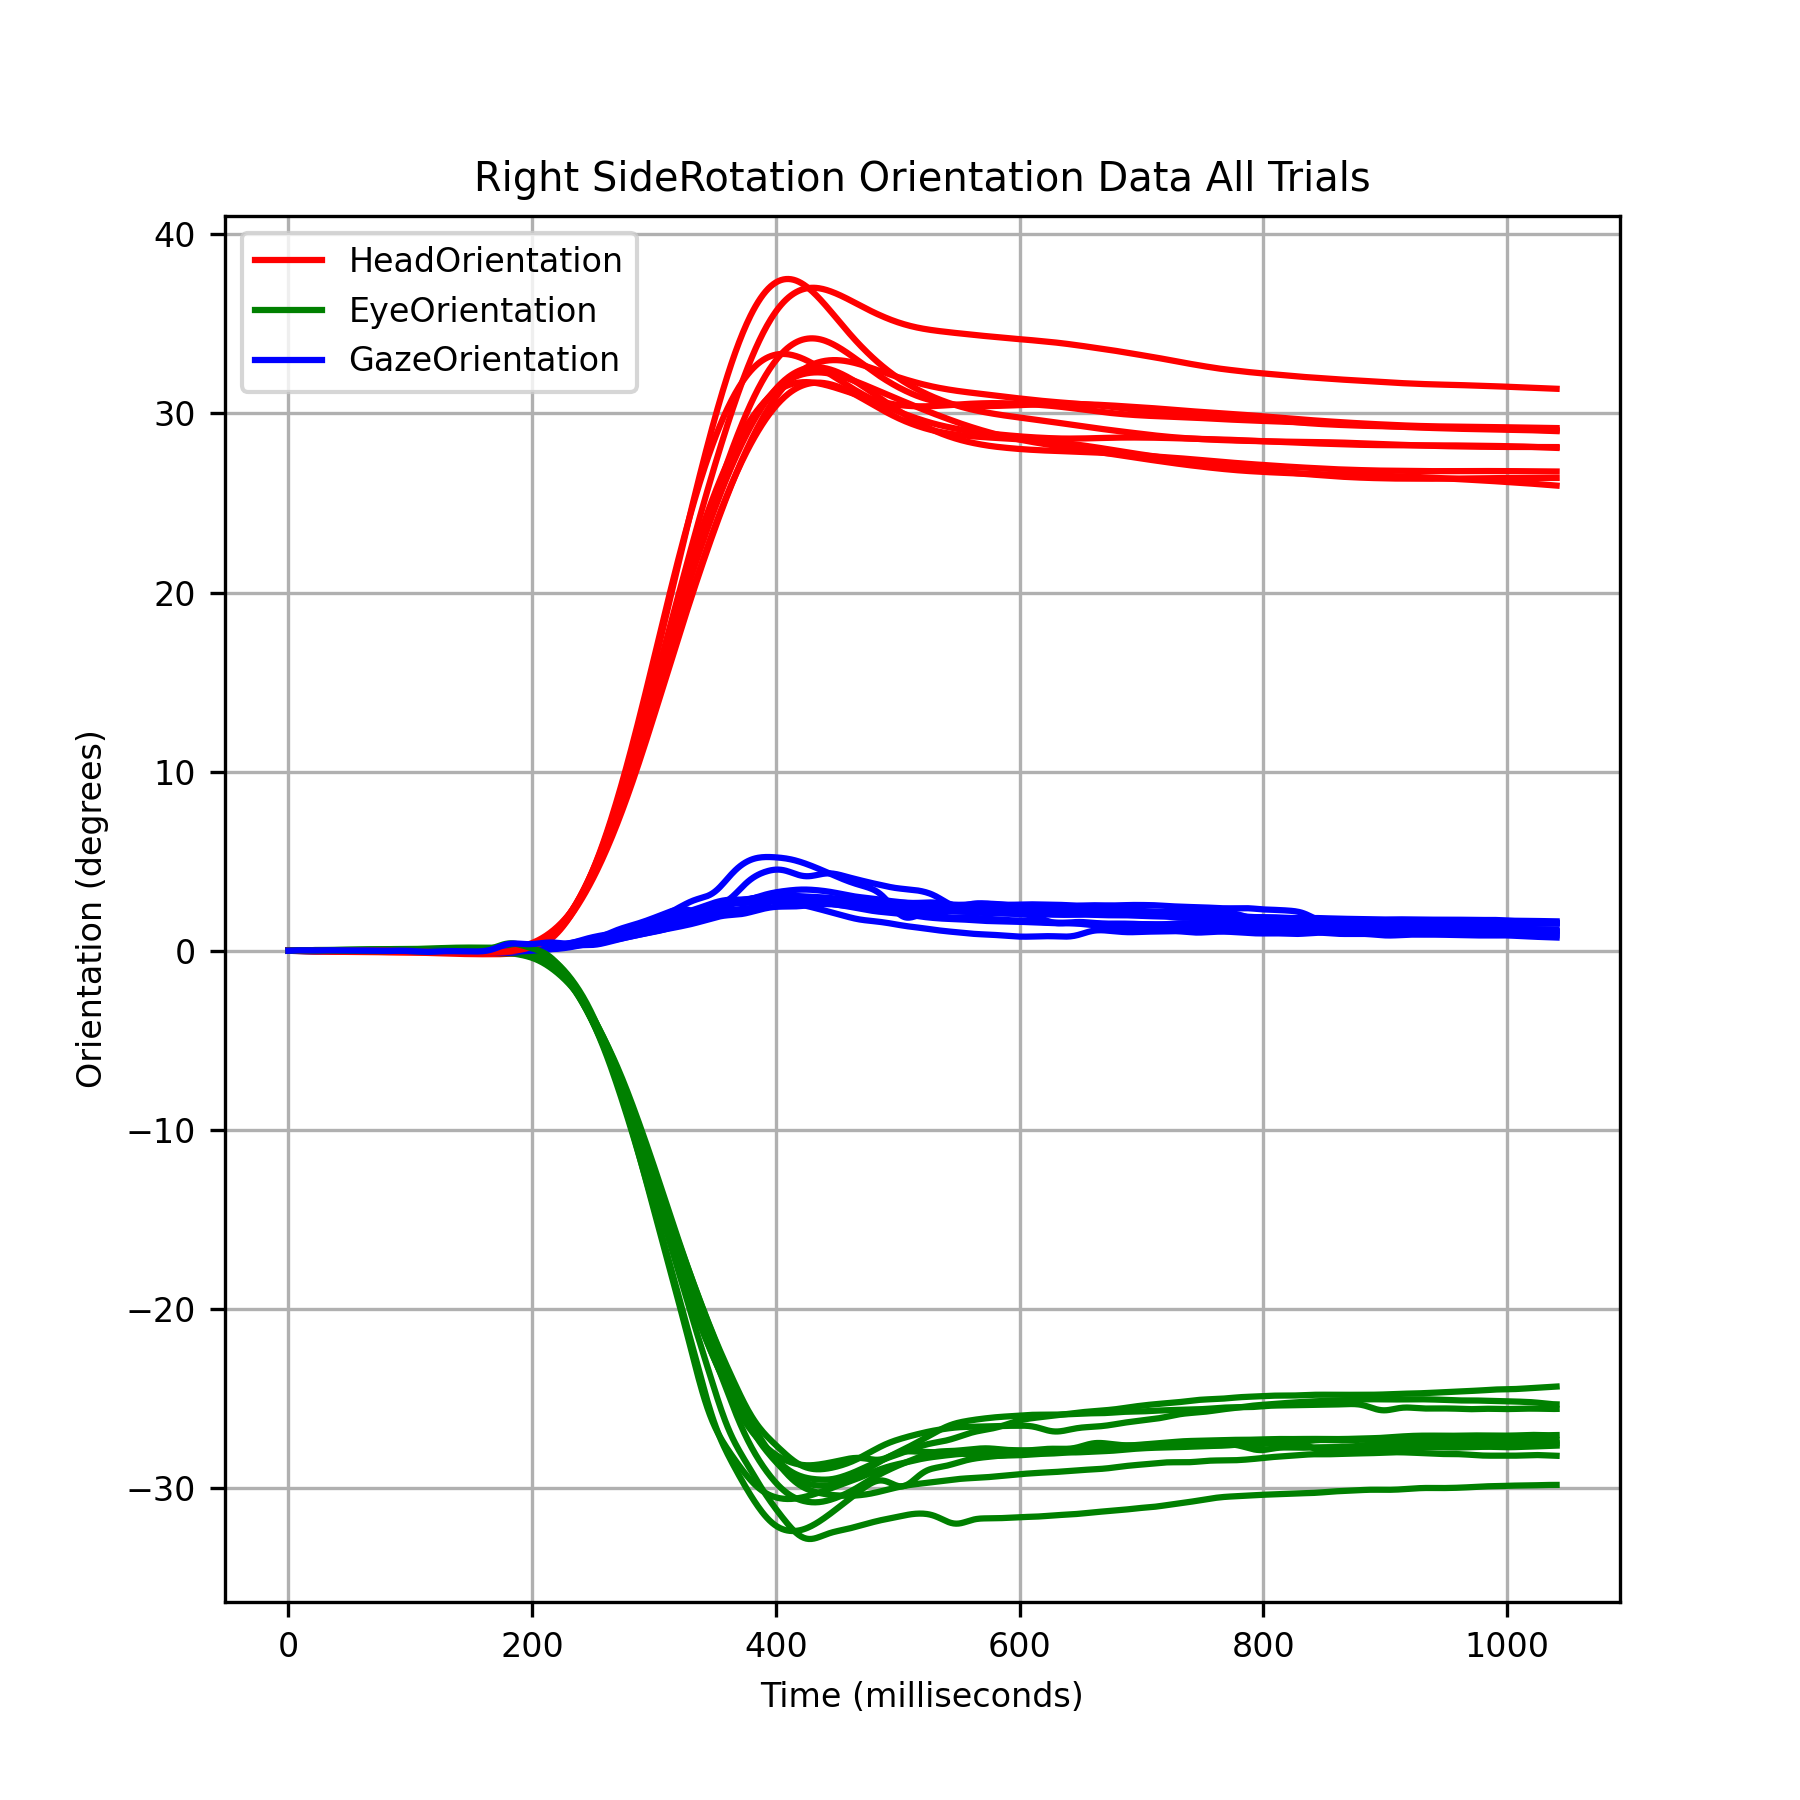 Right SideRotation Orientation Data All Trials
HeadOrientation
EyeOrientation
GazeOrientation
Orientation (degrees)
40
30
20
10
0
−10
−20
−30
0 200 400 600 800 1000
Time (milliseconds)